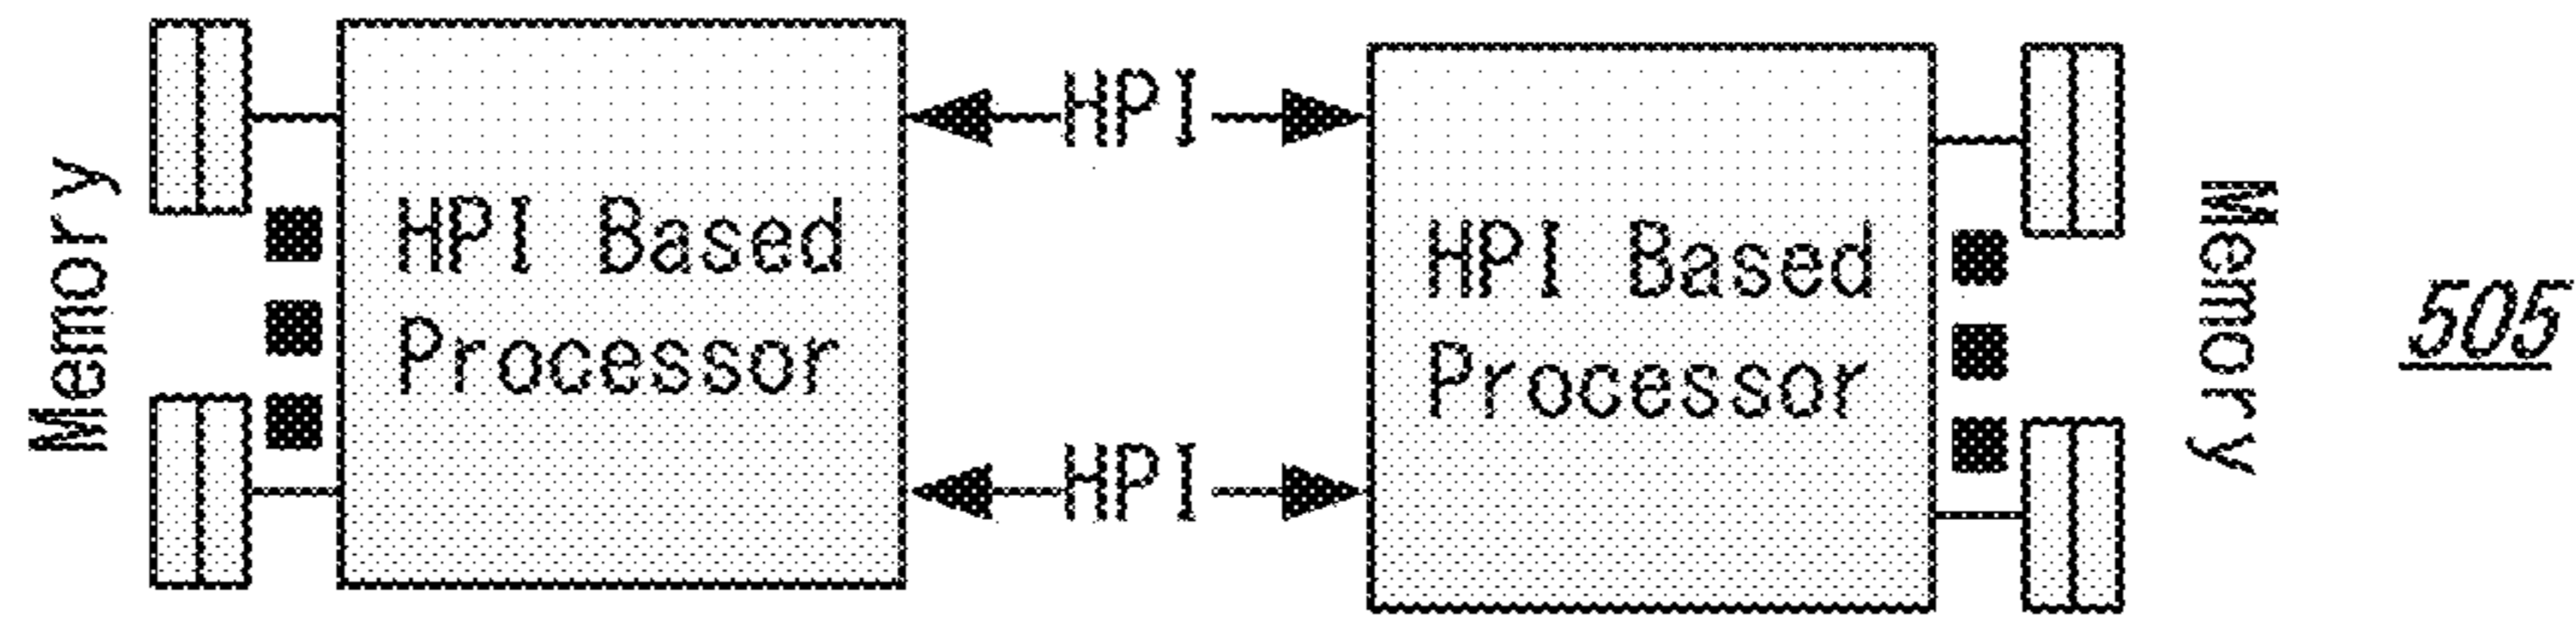 Memory
HPI Based
Processor
HPI
HPI
HPI Based
Processor
Memory
505